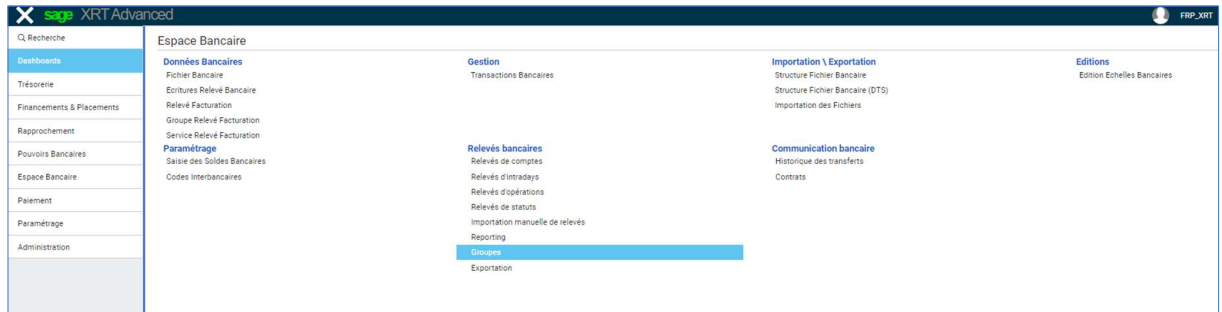 sage XRT Advanced
FRP_XRT
Recherche
Dashboards
Trésorerie
Financements & Placements
Rapprochement
Pouvoirs Bancaires
Espace Bancaire
Paiement
Paramétrage
Administration
Espace Bancaire
Données Bancaires
Fichier Bancaire
Ecritures Relevé Bancaire
Relevé Facturation
Groupe Relevé Facturation
Service Relevé Facturation
Gestion
Transactions Bancaires
Importation \ Exportation
Structure Fichier Bancaire
Structure Fichier Bancaire (DTS)
Importation des Fichiers
Editions
Edition Echelles Bancaires
Paramétrage
Saisie des Soldes Bancaires
Codes Interbancaires
Relevés bancaires
Relevés de comptes
Relevés d'intradays
Relevés d'opérations
Relevés de statuts
Importation manuelle de relevés
Reporting
Groupes
Exportation
Communication bancaire
Historique des transferts
Contrats